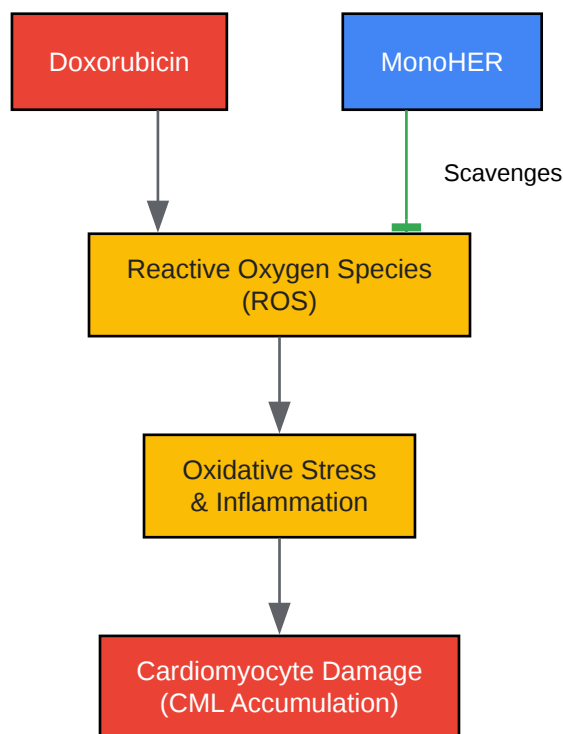 Doxorubicin
MonoHER
Scavenges
Reactive Oxygen Species
(ROS)
Oxidative Stress
& Inflammation
Cardiomyocyte Damage
(CML Accumulation)